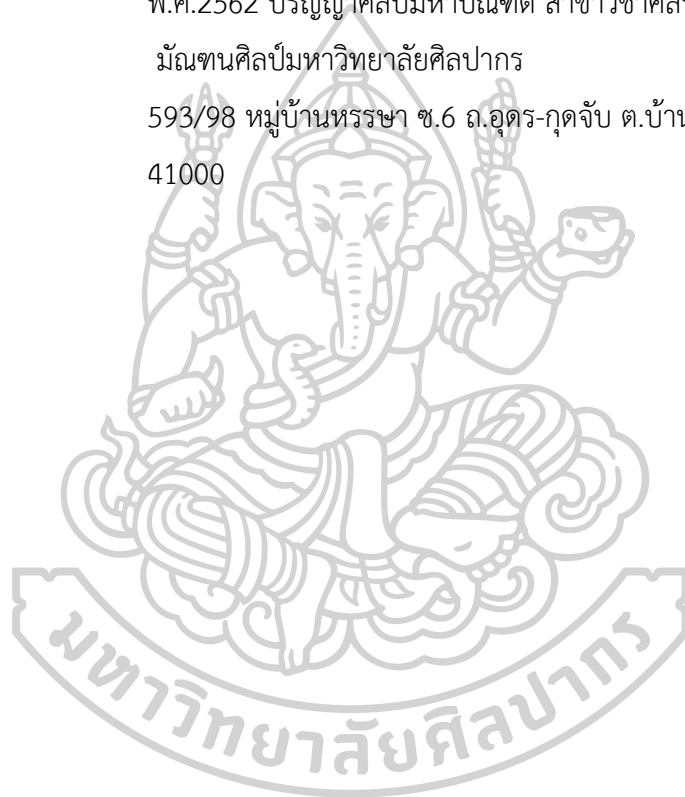 พ.ศ.2562 ปริญญาศิลปมหาบัณฑิต สาขาวิชาศิลป
มัณฑนศิลป์มหาวิทยาลัยศิลปากร
593/98 หมู่บ้านหรรษา ซ.6 ถ.อุดร-กุดจับ ต.บ้าน
41000
มหาวิทยาลัยศิลปากร